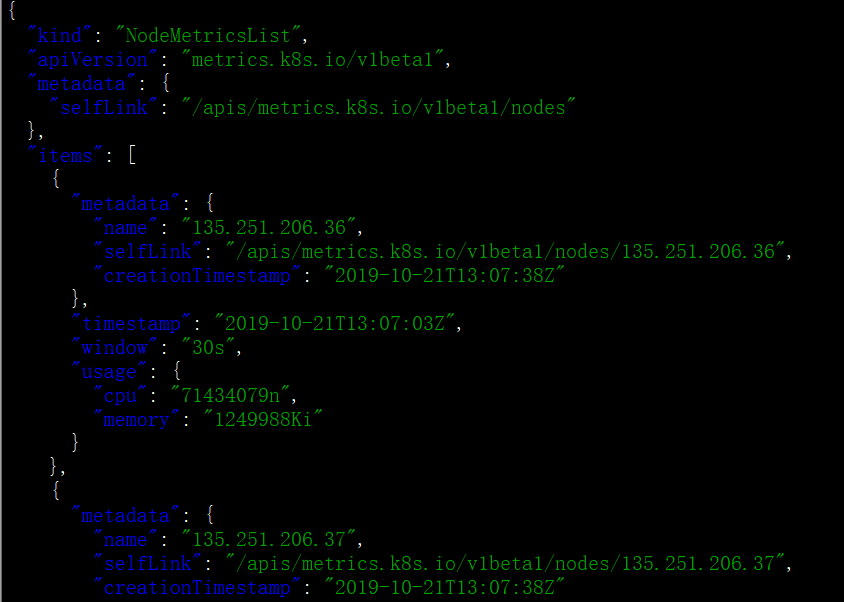 {
  "kind": "NodeMetricsList",
  "apiVersion": "metrics.k8s.io/v1beta1",
  "metadata": {
    "selfLink": "/apis/metrics.k8s.io/v1beta1/nodes"
  },
  "items": [
    {
      "metadata": {
        "name": "135.251.206.36",
        "selfLink": "/apis/metrics.k8s.io/v1beta1/nodes/135.251.206.36",
        "creationTimestamp": "2019-10-21T13:07:38Z"
      },
      "timestamp": "2019-10-21T13:07:03Z",
      "window": "30s",
      "usage": {
        "cpu": "71434079n",
        "memory": "1249988Ki"
      }
    },
    {
      "metadata": {
        "name": "135.251.206.37",
        "selfLink": "/apis/metrics.k8s.io/v1beta1/nodes/135.251.206.37",
        "creationTimestamp": "2019-10-21T13:07:38Z"